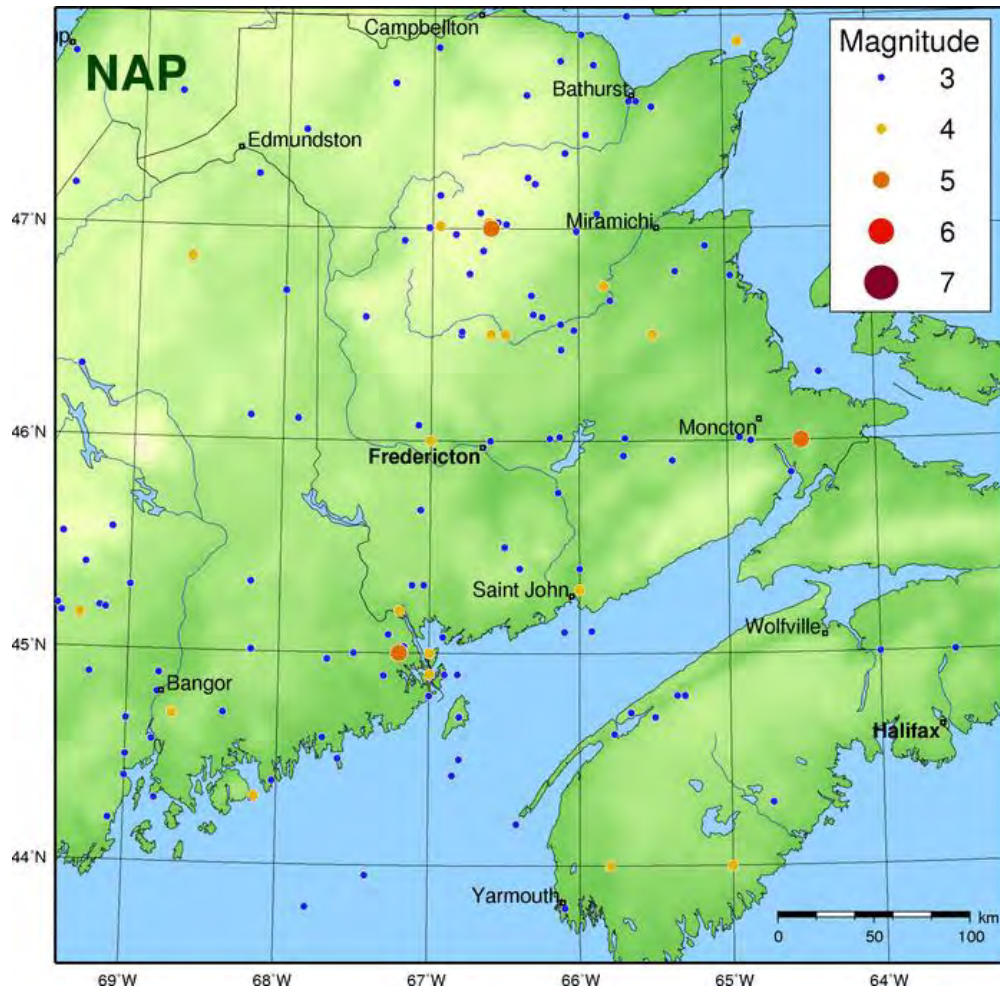 Campbellton
p.
NAP
Magnitude
3
Bathurst
4
Edmundston
5
47°N
Miramichi
6
7
46°N
Moncton
Fredericton
Saint John
45°N
Wolfville
Bangor
Halifax
44°N
Yarmouth
km
0 50 100
69°W 68°W 67°W 66°W 65°W 64°W